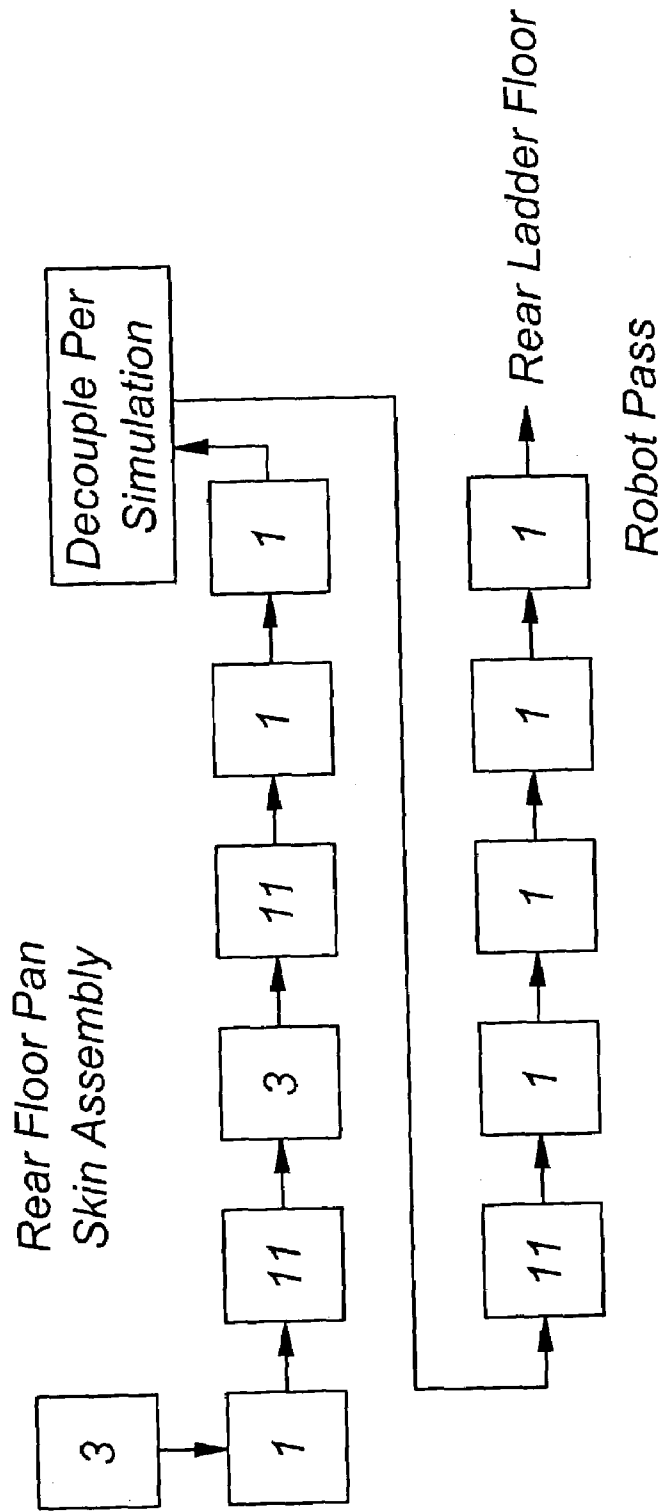 Rear Floor Pan
Skin Assembly
Decouple Per
Simulation
3
1
11
3
11
1
1
11
1
1
1
1
Rear Ladder Floor
Robot Pass